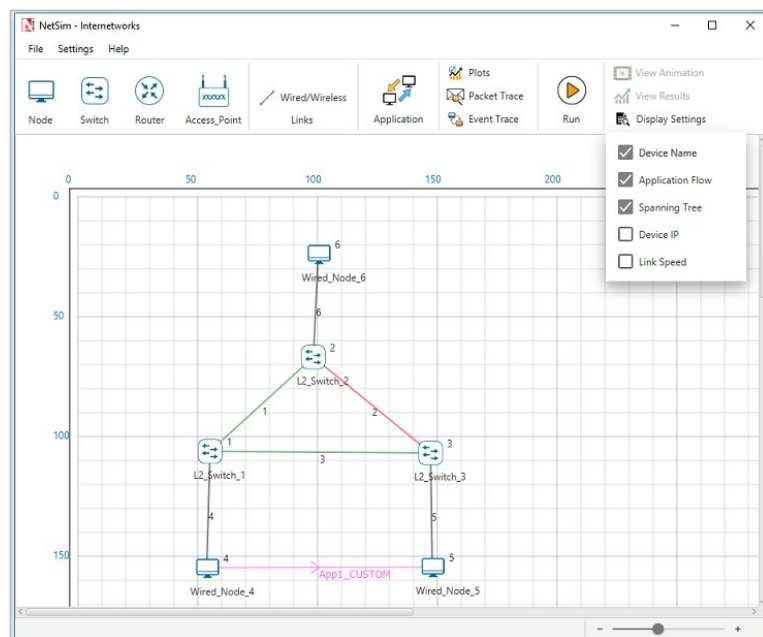 NetSim - Internetworks
File Settings Help
Node
Switch
Router
Access_Point
Wired/Wireless
Links
Application
Plots
Packet Trace
Event Trace
Run
View Animation
View Results
Display Settings
Device Name
Application Flow
Spanning Tree
Device IP
Link Speed
0 50 100 150 200
0
50
100
150
6
Wired_Node_6
6
2
L2_Switch_2
1
2
1
L2_Switch_1
3
3
L2_Switch_3
4
5
4
Wired_Node_4
App1_CUSTOM
5
Wired_Node_5